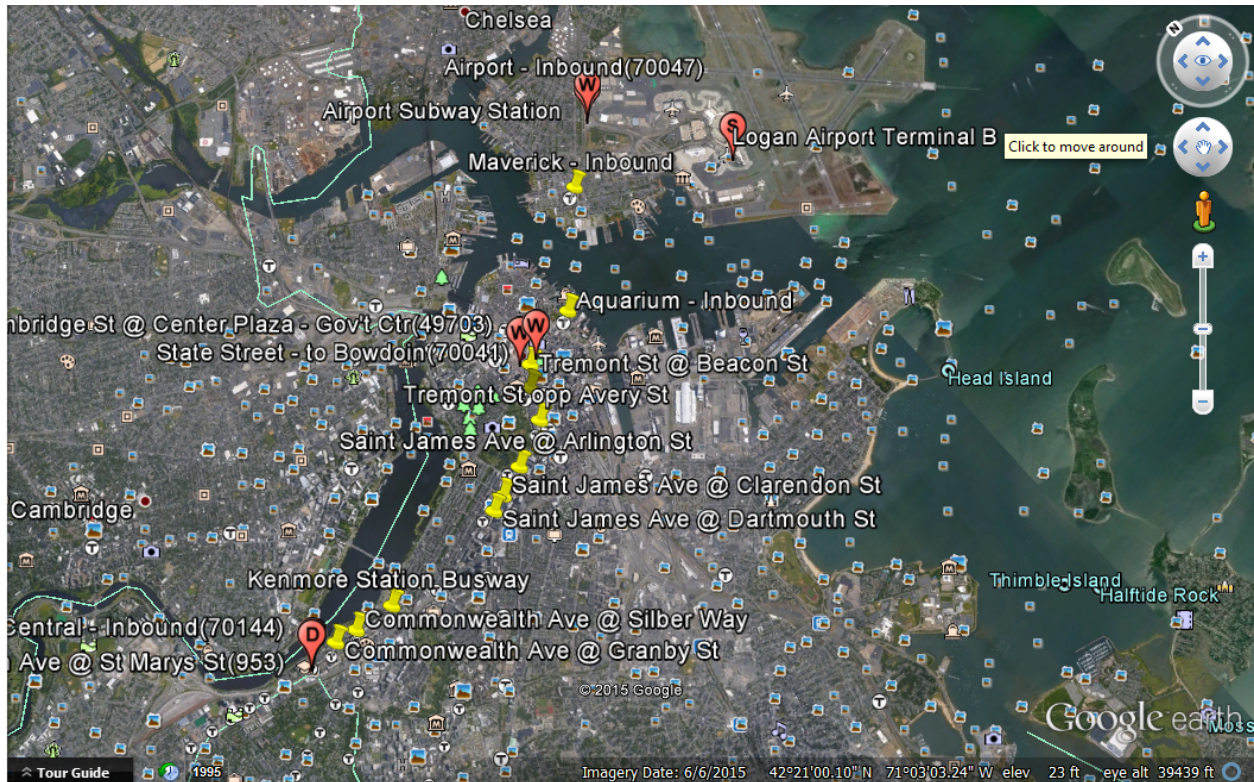 Chelsea
N
Airport - Inbound(70047)
W
Airport Subway Station
S
Logan Airport Terminal B
Click to move around
Maverick - Inbound
Aquarium - Inbound
mbridge St @ Center Plaza - Gov't Ctr(49703)
W W
State Street - to Bowdoin(70041)
Tremont St @ Beacon St
Head Island
Tremont St opp Avery St
Saint James Ave @ Arlington St
Saint James Ave @ Clarendon St
Cambridge
Saint James Ave @ Dartmouth St
Kenmore Station Busway
Thimble Island
Halftide Rock
Central - Inbound(70144)
Commonwealth Ave @ Silber Way
D
Commonwealth Ave @ Granby St
h Ave @ St Marys St(953)
© 2015 Google
Google earth
Moss
Tour Guide
1995
Imagery Date: 6/6/2015 42°21'00.10" N 71°03'03.24" W elev 23 ft eye alt 39439 ft